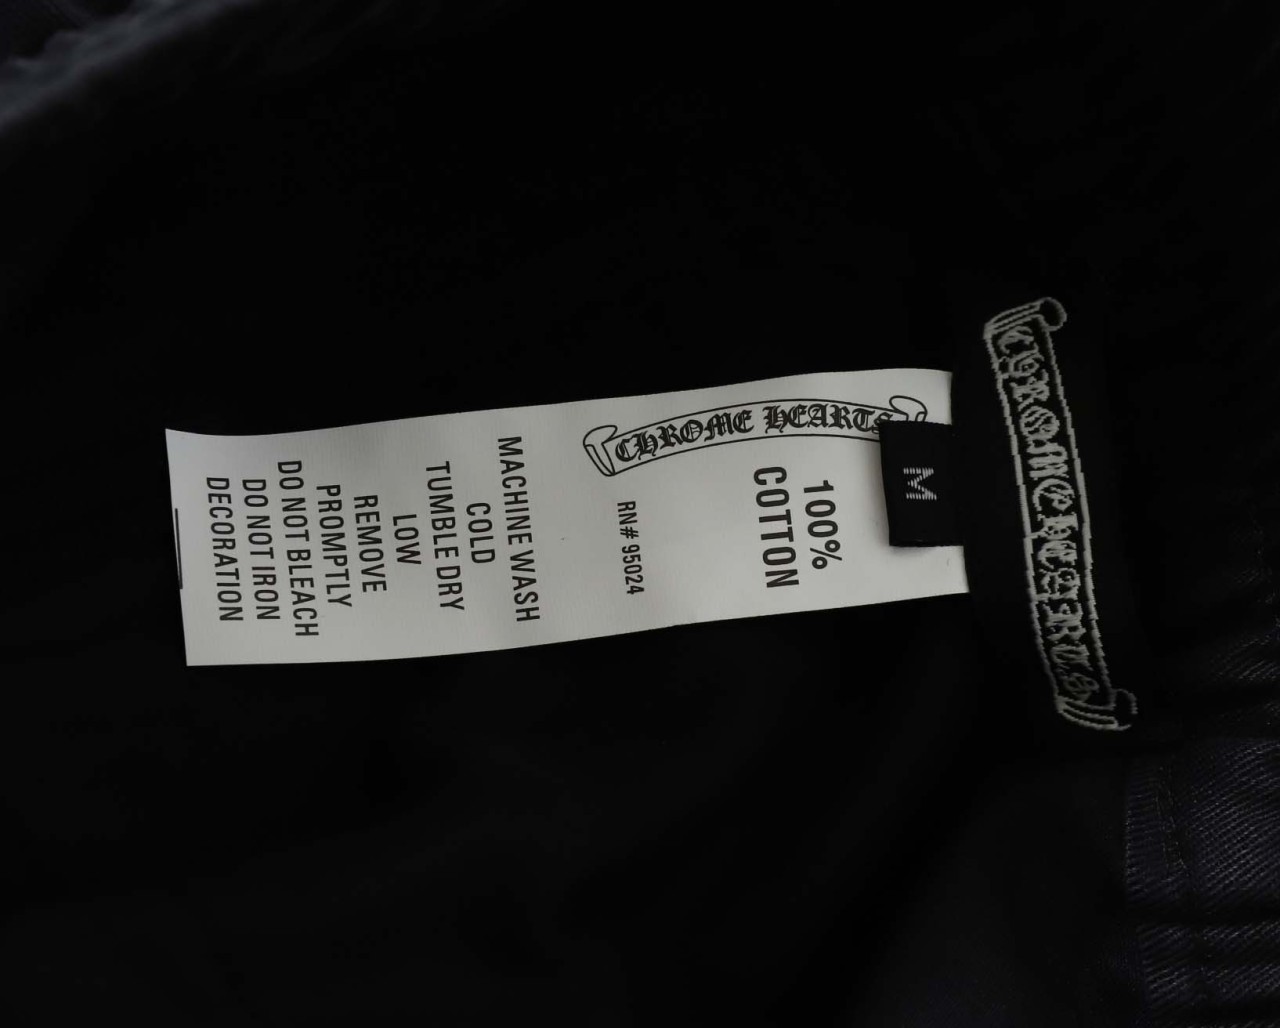 CHROME HEARTS
M
CHROME HEARTS
100%
COTTON
RN# 95024
MACHINE WASH
COLD
TUMBLE DRY
LOW
REMOVE
PROMPTLY
DO NOT BLEACH
DO NOT IRON
DECORATION